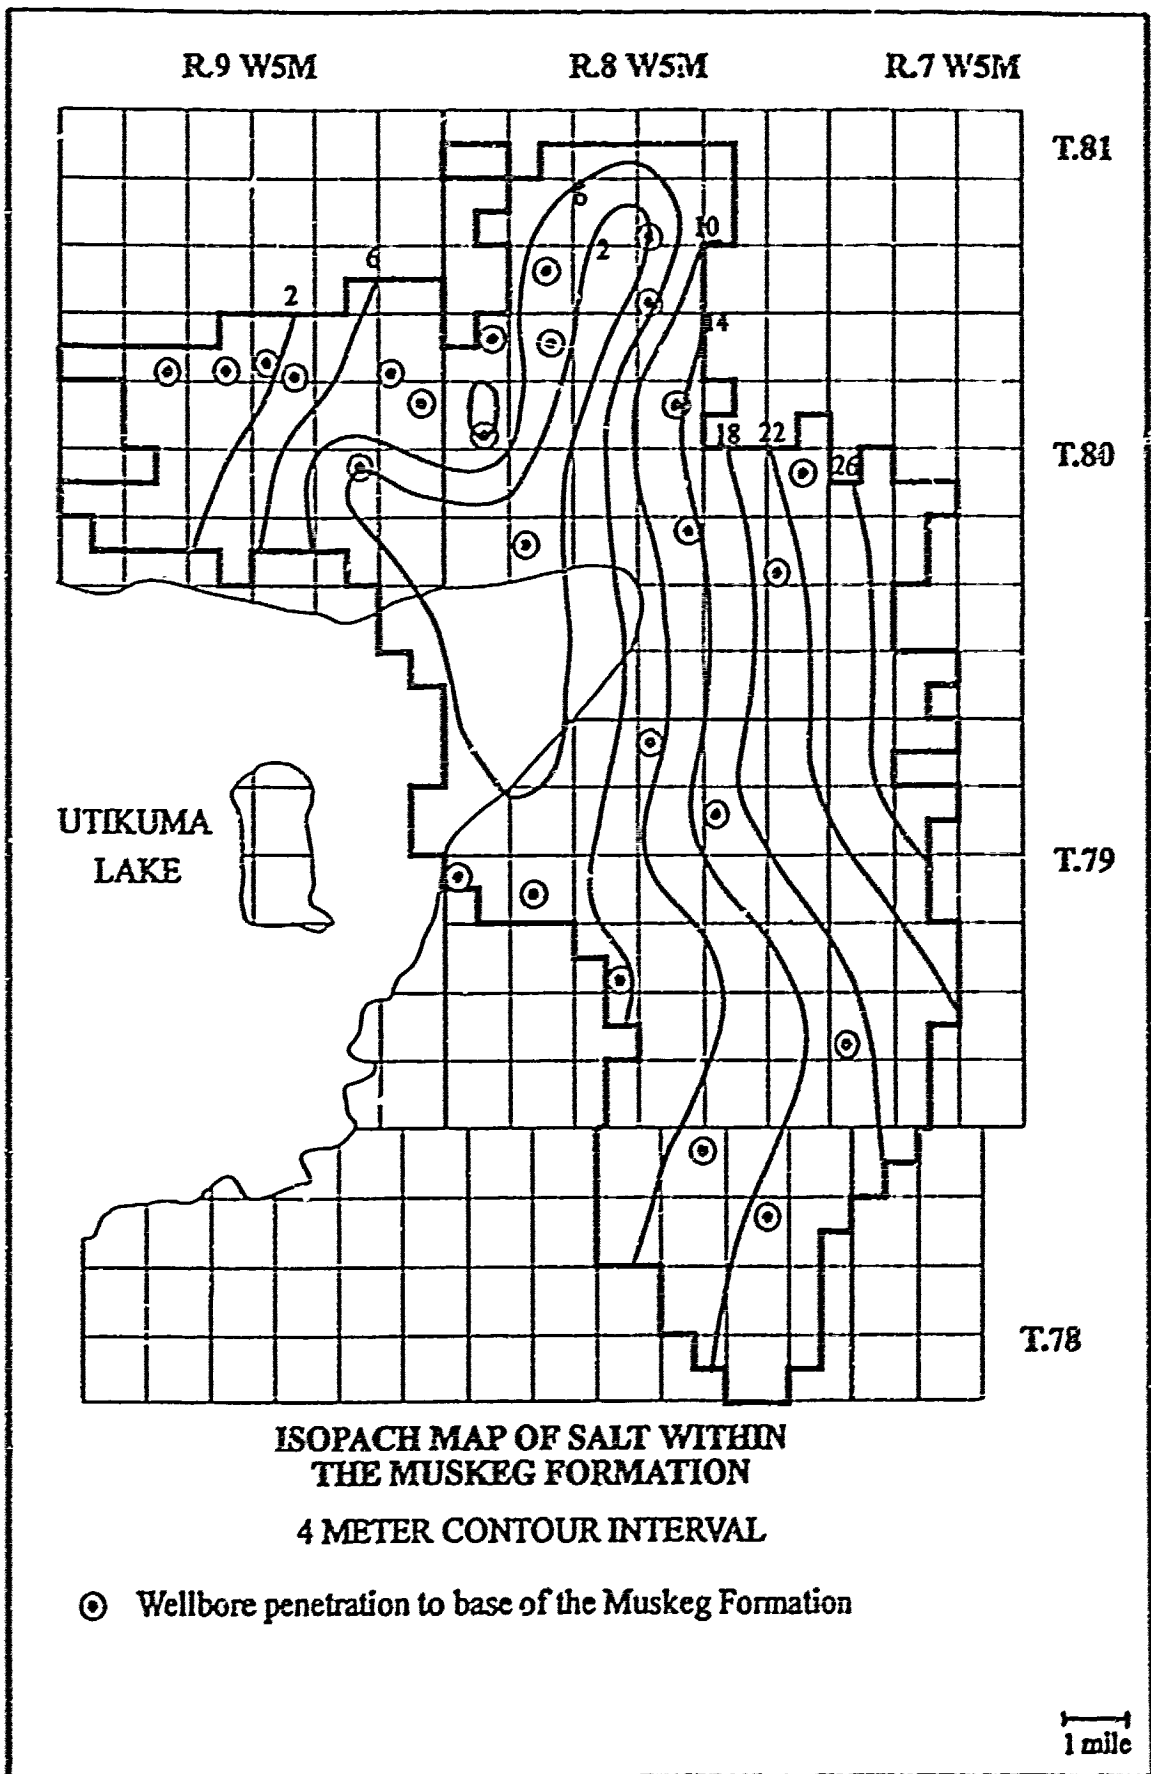 R.9 W5M R.8 W5M R.7 W5M
T.81
6
10
2
6
2
14
18 22
T.80
26
UTIKUMA
LAKE
T.79
T.78
ISOPACH MAP OF SALT WITHIN
THE MUSKEG FORMATION
4 METER CONTOUR INTERVAL
Wellbore penetration to base of the Muskeg Formation
1 mile